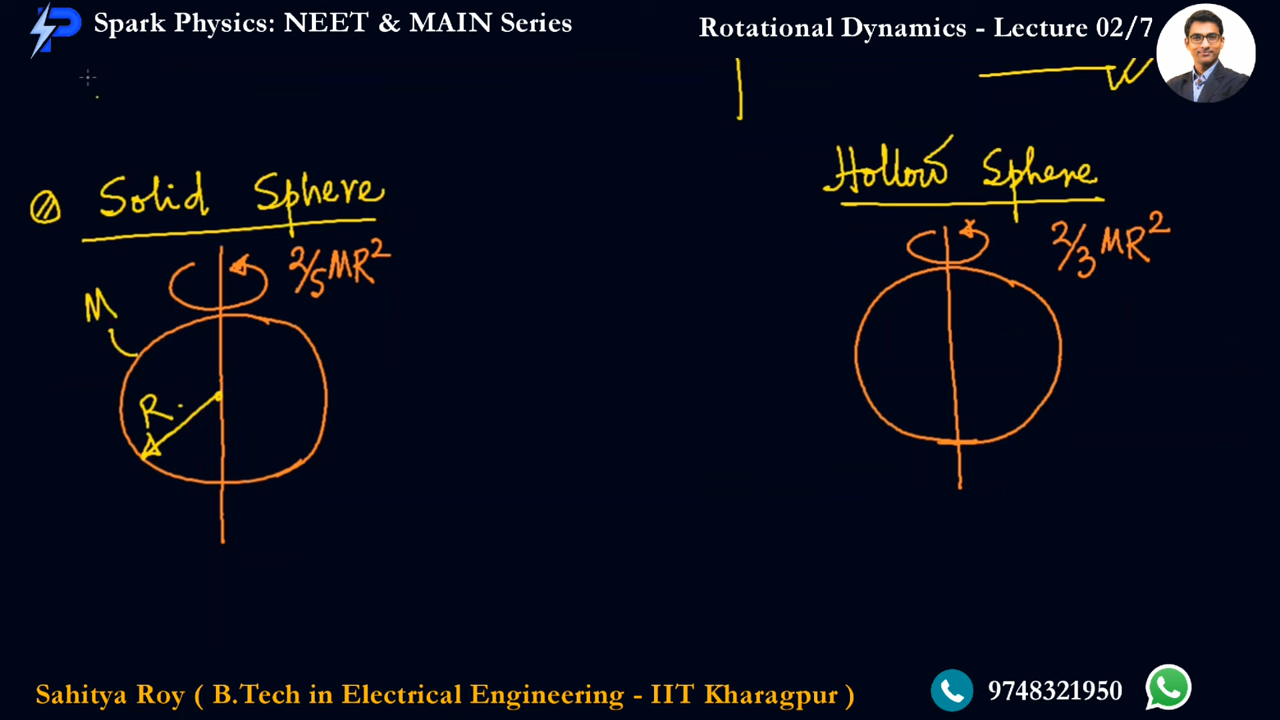 Spark Physics: NEET & MAIN Series
Rotational Dynamics - Lecture 02/7
Solid Sphere
2/5 MR²
M
R.
Hollow Sphere
2/3 MR²
Sahitya Roy ( B.Tech in Electrical Engineering - IIT Kharagpur )
9748321950